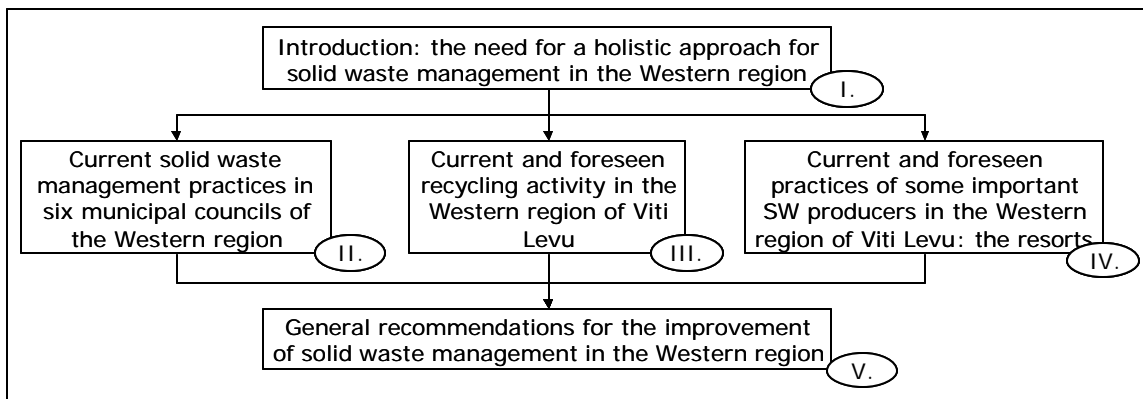 Introduction: the need for a holistic approach for
solid waste management in the Western region
I.
Current solid waste
management practices in
six municipal councils of
the Western region
II.
Current and foreseen
recycling activity in the
Western region of Viti
Levu
III.
Current and foreseen
practices of some important
SW producers in the Western
region of Viti Levu: the resorts
IV.
General recommendations for the improvement
of solid waste management in the Western region
V.